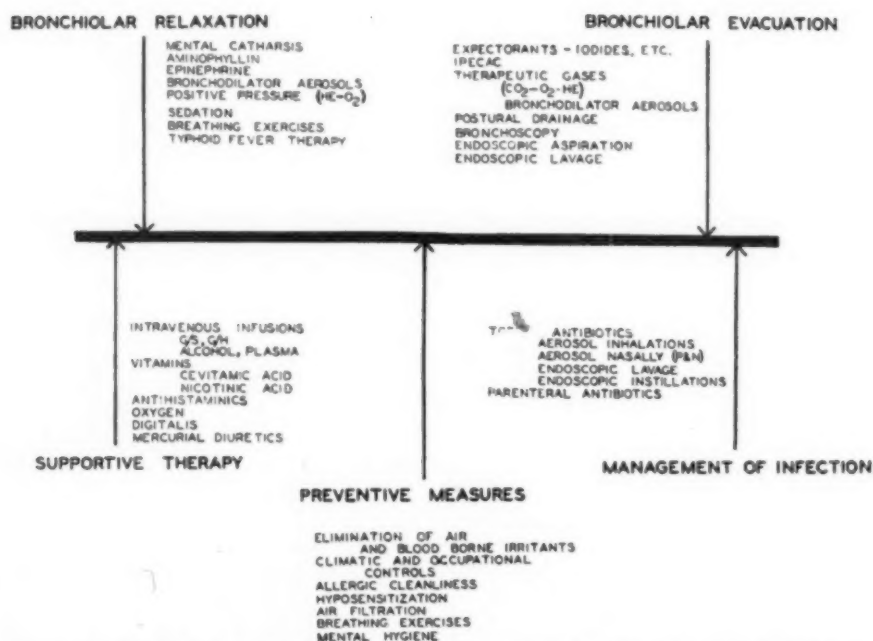 BRONCHIOLAR RELAXATION
MENTAL CATHARSIS
AMINOPHYLLIN
EPINEPHRINE
BRONCHODILATOR AEROSOLS
POSITIVE PRESSURE (HE-O₂)
SEDATION
BREATHING EXERCISES
TYPHOID FEVER THERAPY
BRONCHIOLAR EVACUATION
EXPECTORANTS - IODIDES, ETC.
IPECAC
THERAPEUTIC GASES
(CO₂-O₂-HE)
BRONCHODILATOR AEROSOLS
POSTURAL DRAINAGE
BRONCHOSCOPY
ENDOSCOPIC ASPIRATION
ENDOSCOPIC LAVAGE
INTRAVENOUS INFUSIONS
G/S, G/H
ALCOHOL, PLASMA
VITAMINS
CEVITAMIC ACID
NICOTINIC ACID
ANTIHISTAMINICS
OXYGEN
DIGITALIS
MERCURIAL DIURETICS
SUPPORTIVE THERAPY
ANTIBIOTICS
AEROSOL INHALATIONS
AEROSOL NASALLY (P&N)
ENDOSCOPIC LAVAGE
ENDOSCOPIC INSTILLATIONS
PARENTERAL ANTIBIOTICS
MANAGEMENT OF INFECTION
PREVENTIVE MEASURES
ELIMINATION OF AIR
AND BLOOD BORNE IRRITANTS
CLIMATIC AND OCCUPATIONAL
CONTROLS
ALLERGIC CLEANLINESS
HYPOSENSITIZATION
AIR FILTRATION
BREATHING EXERCISES
MENTAL HYGIENE